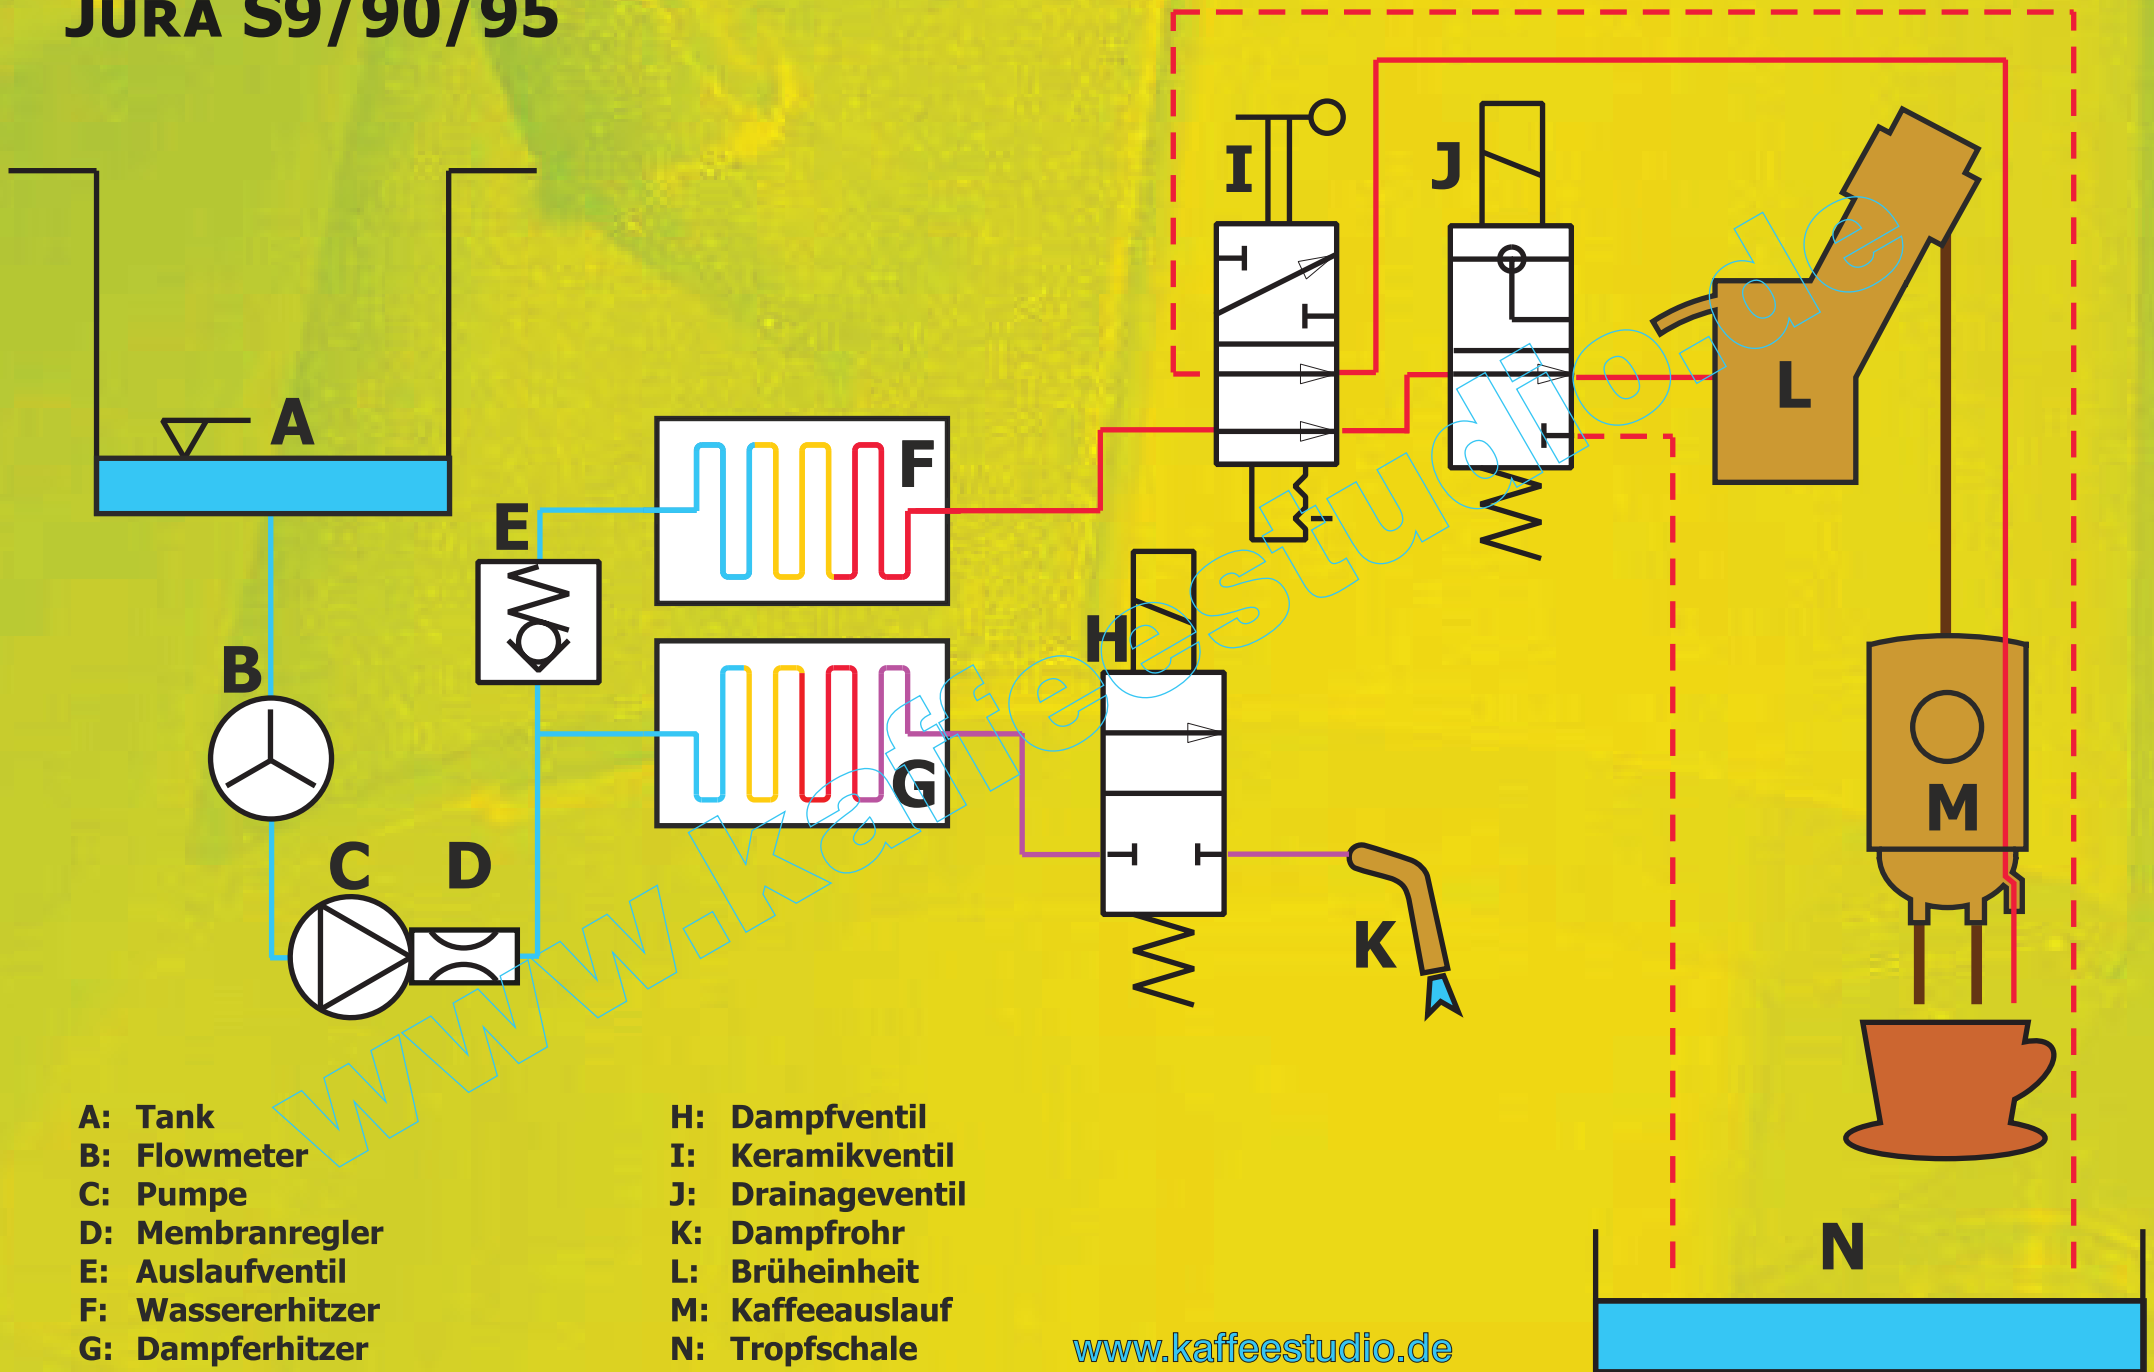 JURA S9/90/95
I
J
A
F
L
E
H
B
G
M
C
D
K
N
A: Tank
B: Flowmeter
C: Pumpe
D: Membranregler
E: Auslaufventil
F: Wassererhitzer
G: Dampferhitzer
H: Dampfventil
I: Keramikventil
J: Drainageventil
K: Dampfrohr
L: Brüheinheit
M: Kaffeeauslauf
N: Tropfschale
www.kaffeestudio.de
www.kaffeestudio.de